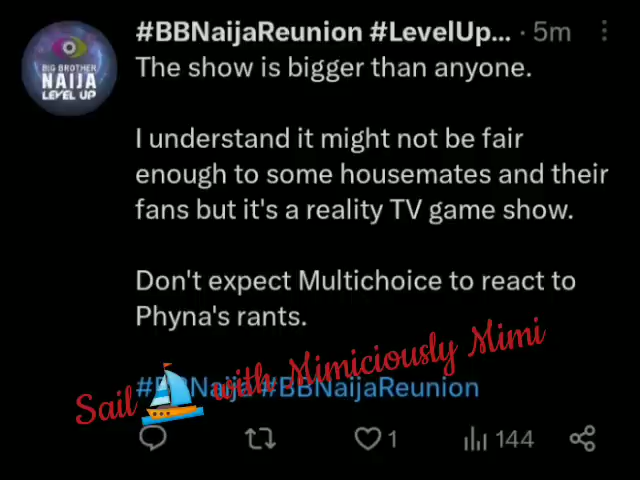 #BBNaijaReunion #LevelUp... · 5m
BIG BROTHER
NAIJA
LEVEL UP
The show is bigger than anyone.
I understand it might not be fair
enough to some housemates and their
fans but it's a reality TV game show.
Don't expect Multichoice to react to
Phyna's rants.
Sail ⛵ with Mimiciously Mimi
#BBNaija #BBNaijaReunion
1
144